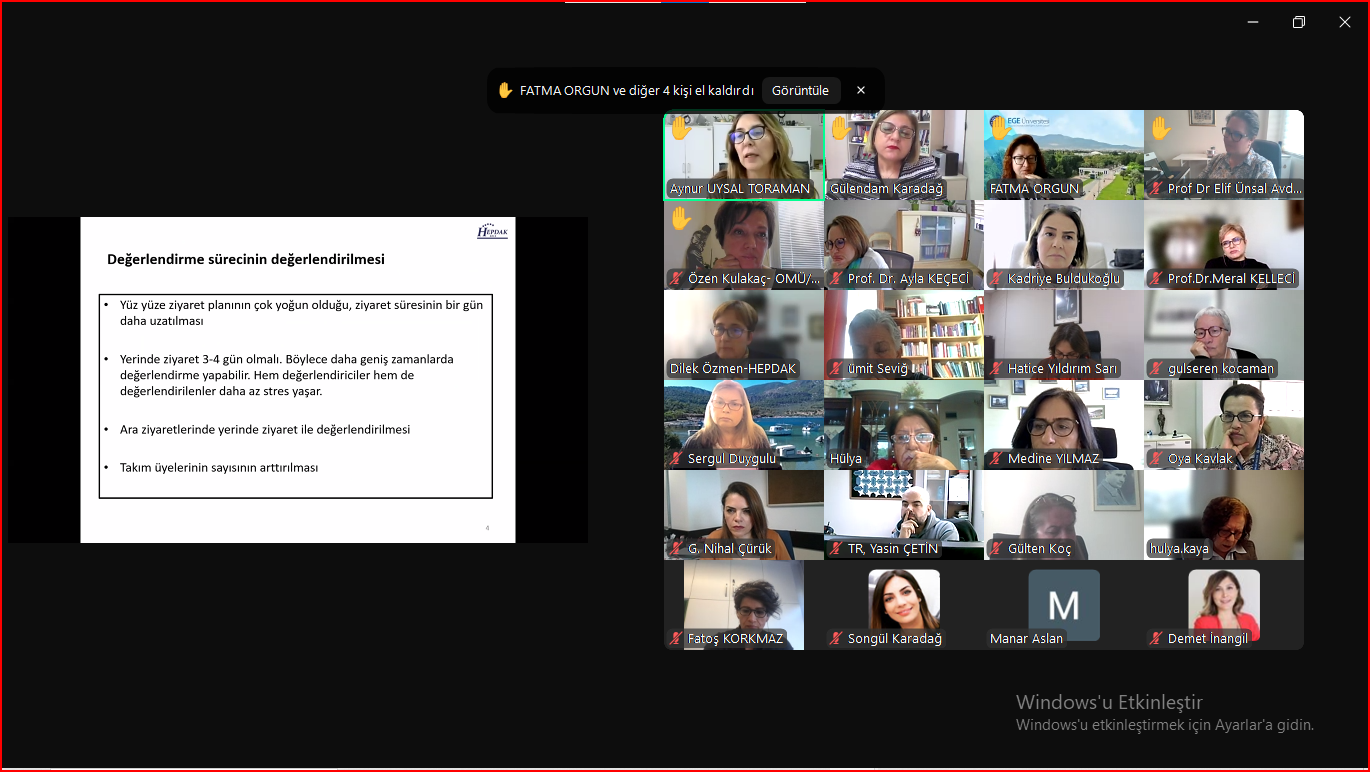 FATMA ORGUN ve diğer 4 kişi el kaldırdı
Görüntüle
HEPDAK
Değerlendirme sürecinin değerlendirilmesi
• Yüz yüze ziyaret planının çok yoğun olduğu, ziyaret süresinin bir gün
daha uzatılması
• Yerinde ziyaret 3-4 gün olmalı. Böylece daha geniş zamanlarda
değerlendirme yapabilir. Hem değerlendiriciler hem de
değerlendirilenler daha az stres yaşar.
• Ara ziyaretlerinde yerinde ziyaret ile değerlendirilmesi
• Takım üyelerinin sayısının arttırılması
4
Aynur UYSAL TORAMAN
Gülendam Karadağ
EGE Üniversitesi
FATMA ORGUN
Prof Dr Elif Ünsal Avd...
Özen Kulakaç- OMÜ/...
Prof. Dr. Ayla KEÇECİ
Kadriye Buldukoğlu
Prof.Dr.Meral KELLECİ
Dilek Özmen-HEPDAK
ümit Seviğ
Hatice Yıldırım Sarı
gulseren kocaman
Sergul Duygulu
Hülya
Medine YILMAZ
Oya Kavlak
G. Nihal Çürük
TR, Yasin ÇETİN
Gülten Koç
hulya.kaya
Fatoş KORKMAZ
Songül Karadağ
M
Manar Aslan
Demet İnangil
Windows'u Etkinleştir
Windows'u etkinleştirmek için Ayarlar'a gidin.